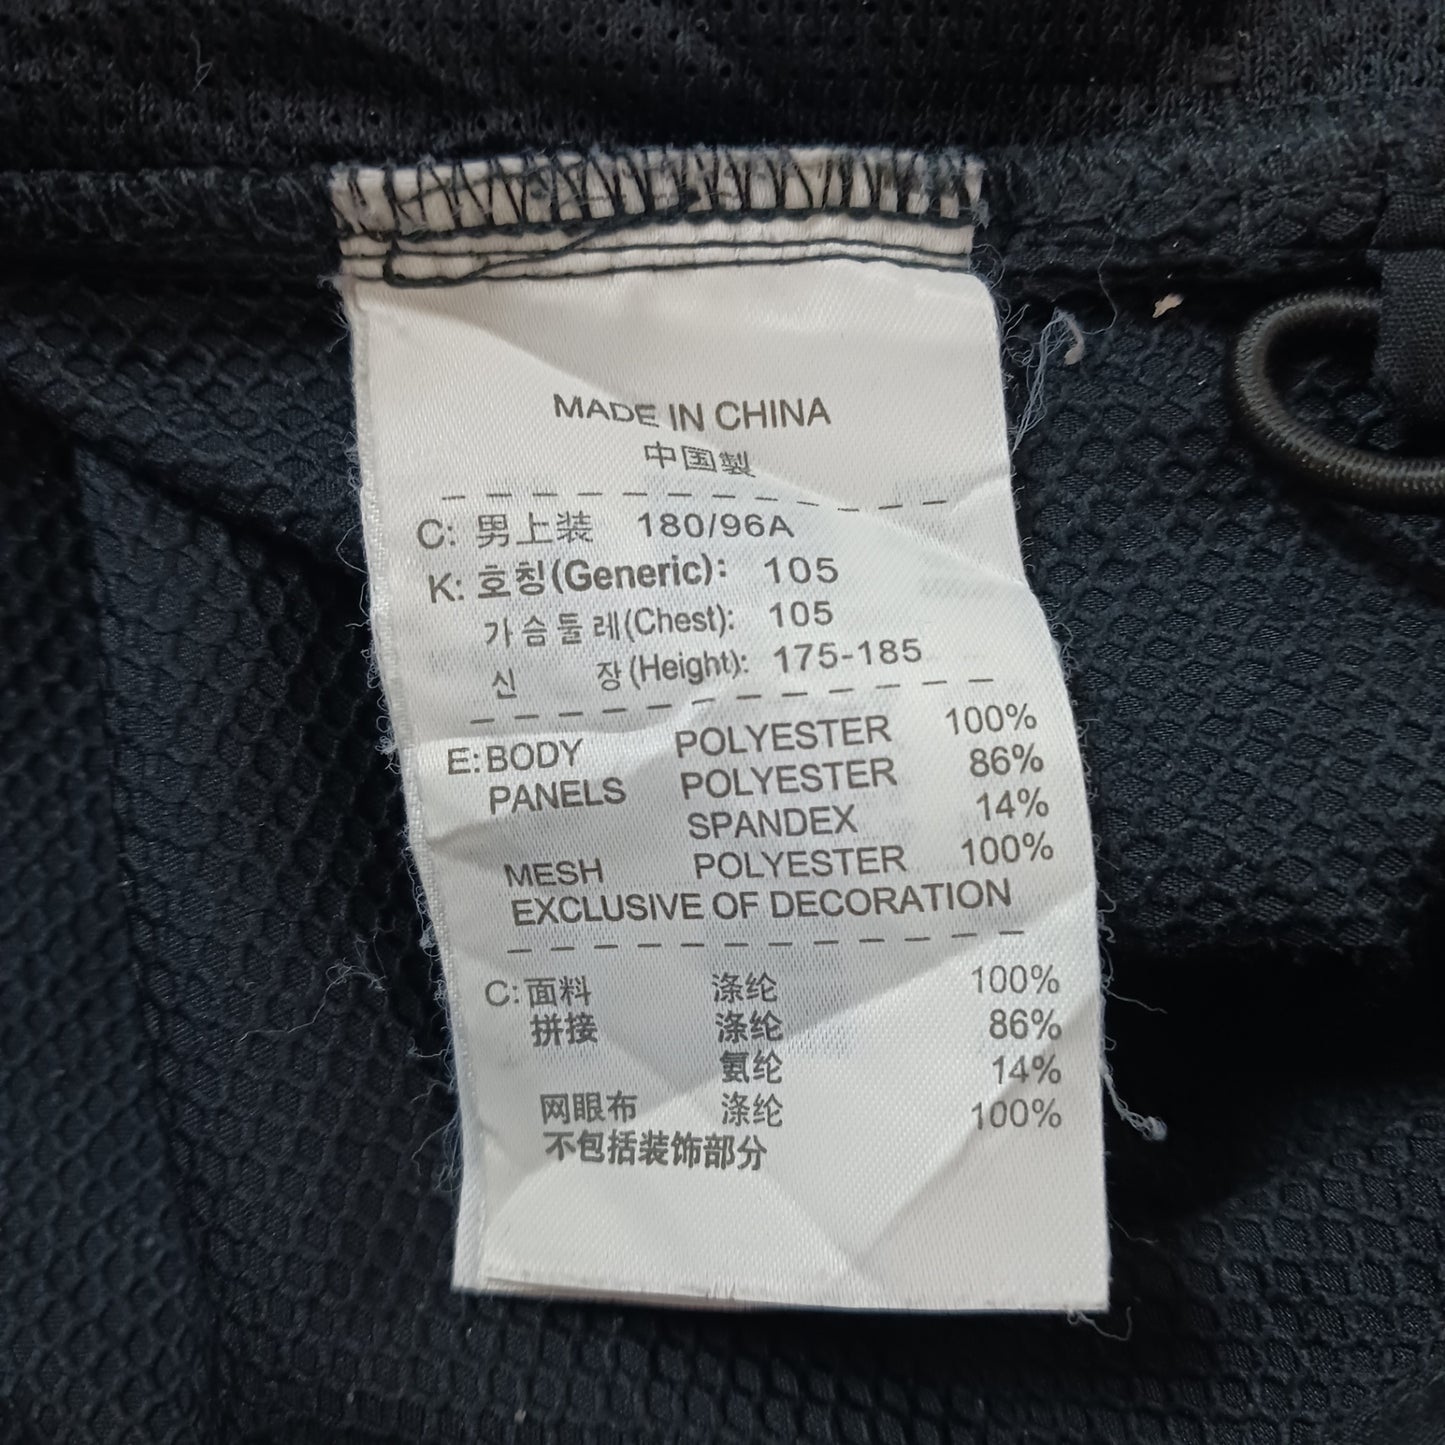 MADE IN CHINA
中国製
C: 男上装 180/96A
K: 호칭(Generic): 105
가슴둘레(Chest): 105
신 장(Height): 175-185
E: BODY POLYESTER 100%
PANELS POLYESTER 86%
SPANDEX 14%
MESH POLYESTER 100%
EXCLUSIVE OF DECORATION
C: 面料 涤纶 100%
拼接 涤纶 86%
氨纶 14%
网眼布 涤纶 100%
不包括装饰部分